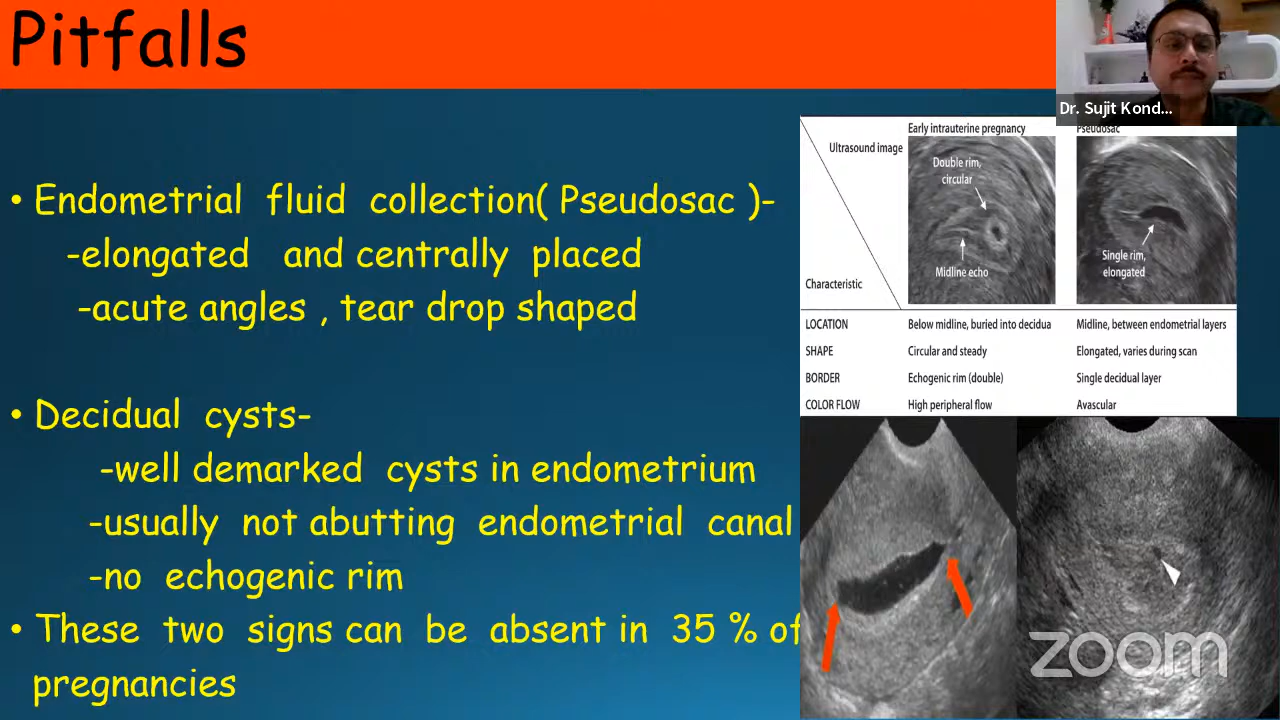 Pitfalls
Dr. Sujit Kond...
• Endometrial fluid collection( Pseudosac )-
-elongated and centrally placed
-acute angles , tear drop shaped
• Decidual cysts-
-well demarked cysts in endometrium
-usually not abutting endometrial canal
-no echogenic rim
• These two signs can be absent in 35 % of
pregnancies
Ultrasound image
Early intrauterine pregnancy
Pseudosac
Double rim,
circular
Midline echo
Single rim,
elongated
Characteristic
LOCATION Below midline, buried into decidua Midline, between endometrial layers
SHAPE Circular and steady Elongated, varies during scan
BORDER Echogenic rim (double) Single decidual layer
COLOR FLOW High peripheral flow Avascular
zoom